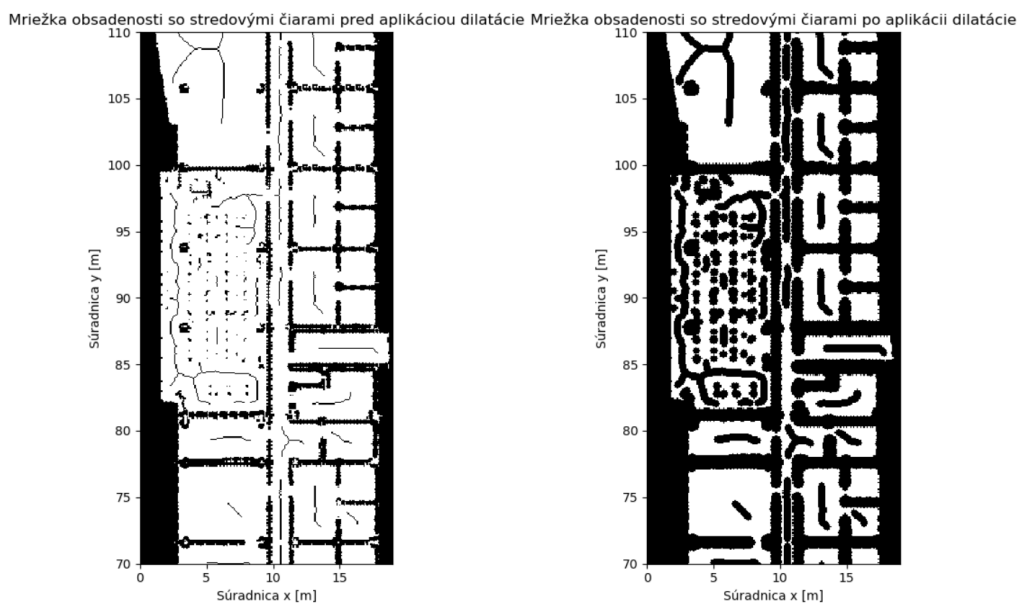 Mriežka obsadenosti so stredovými čiarami pred aplikáciou dilatácie
110
105
100
95
90
85
80
75
70
Súradnica y [m]
0 5 10 15
Súradnica x [m]
Mriežka obsadenosti so stredovými čiarami po aplikácii dilatácie
110
105
100
95
90
85
80
75
70
Súradnica y [m]
0 5 10 15
Súradnica x [m]